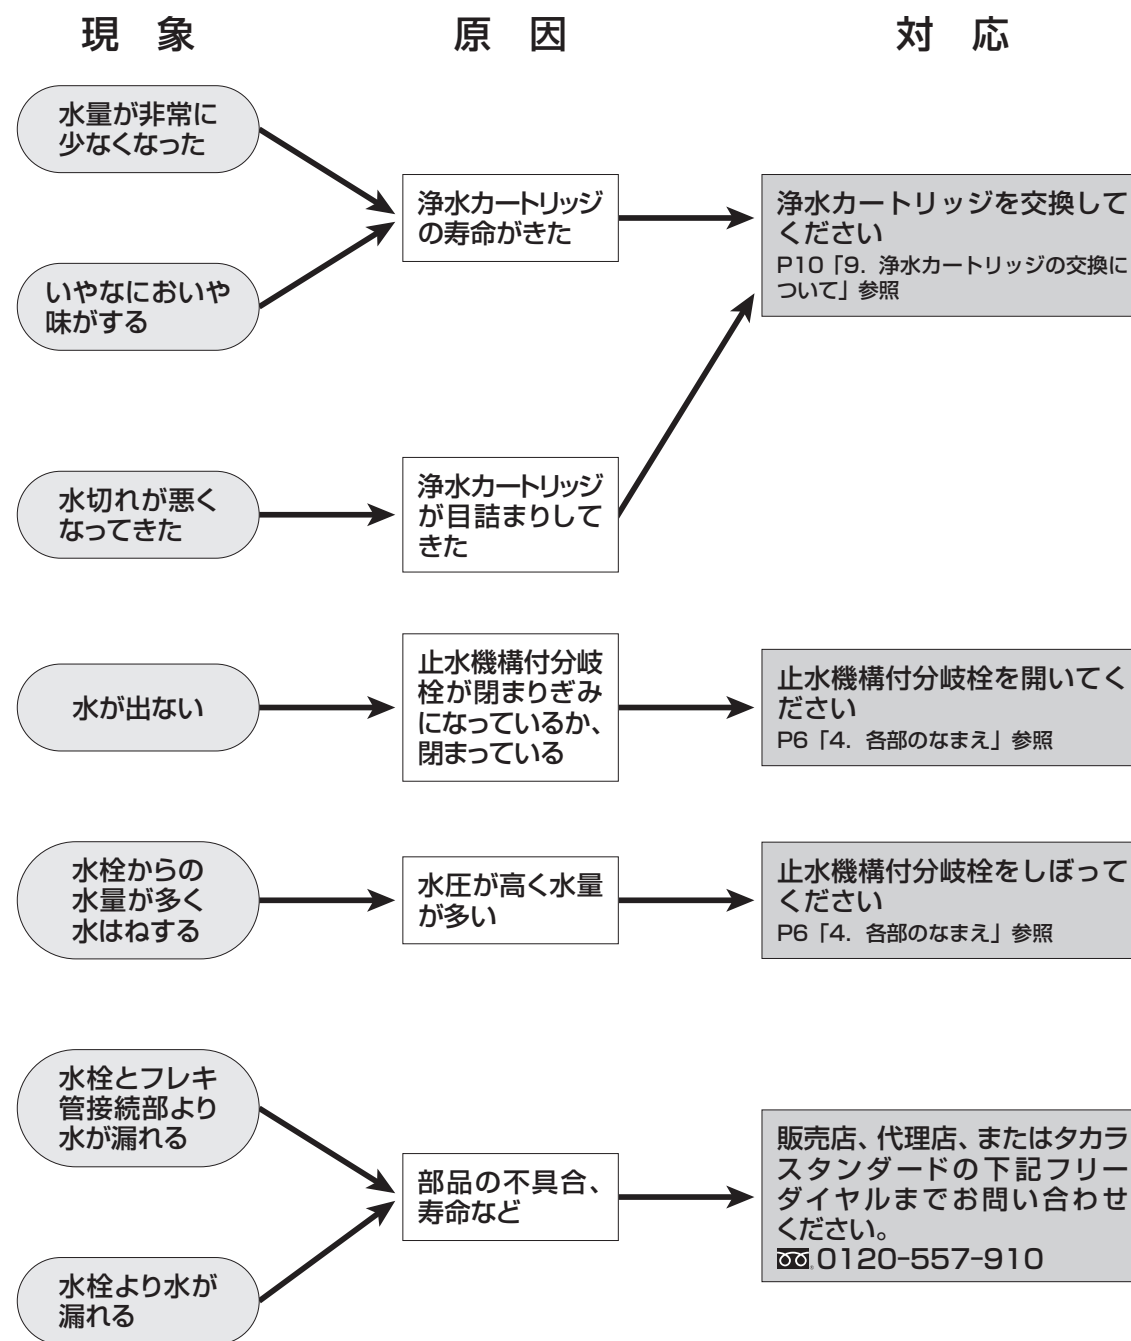 現　象
原　因
対　応
水量が非常に
少なくなった
いやなにおいや
味がする
浄水カートリッジ
の寿命がきた
浄水カートリッジを交換して
ください
P10「9. 浄水カートリッジの交換に
ついて」参照
水切れが悪く
なってきた
浄水カートリッジ
が目詰まりして
きた
水が出ない
止水機構付分岐
栓が閉まりぎみ
になっているか、
閉まっている
止水機構付分岐栓を開いてく
ださい
P6「4. 各部のなまえ」参照
水栓からの
水量が多く
水はねする
水圧が高く水量
が多い
止水機構付分岐栓をしぼって
ください
P6「4. 各部のなまえ」参照
水栓とフレキ
管接続部より
水が漏れる
水栓より水が
漏れる
部品の不具合、
寿命など
販売店、代理店、またはタカラ
スタンダードの下記フリー
ダイヤルまでお問い合わせ
ください。
0120-557-910